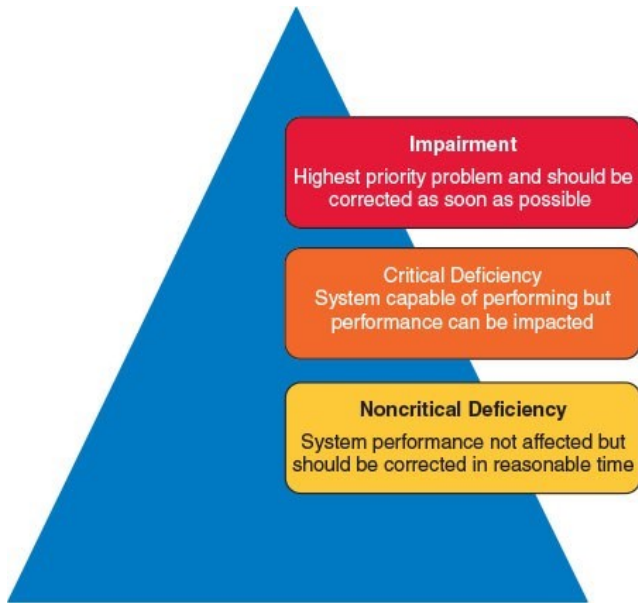 Impairment
Highest priority problem and should be
corrected as soon as possible
Critical Deficiency
System capable of performing but
performance can be impacted
Noncritical Deficiency
System performance not affected but
should be corrected in reasonable time